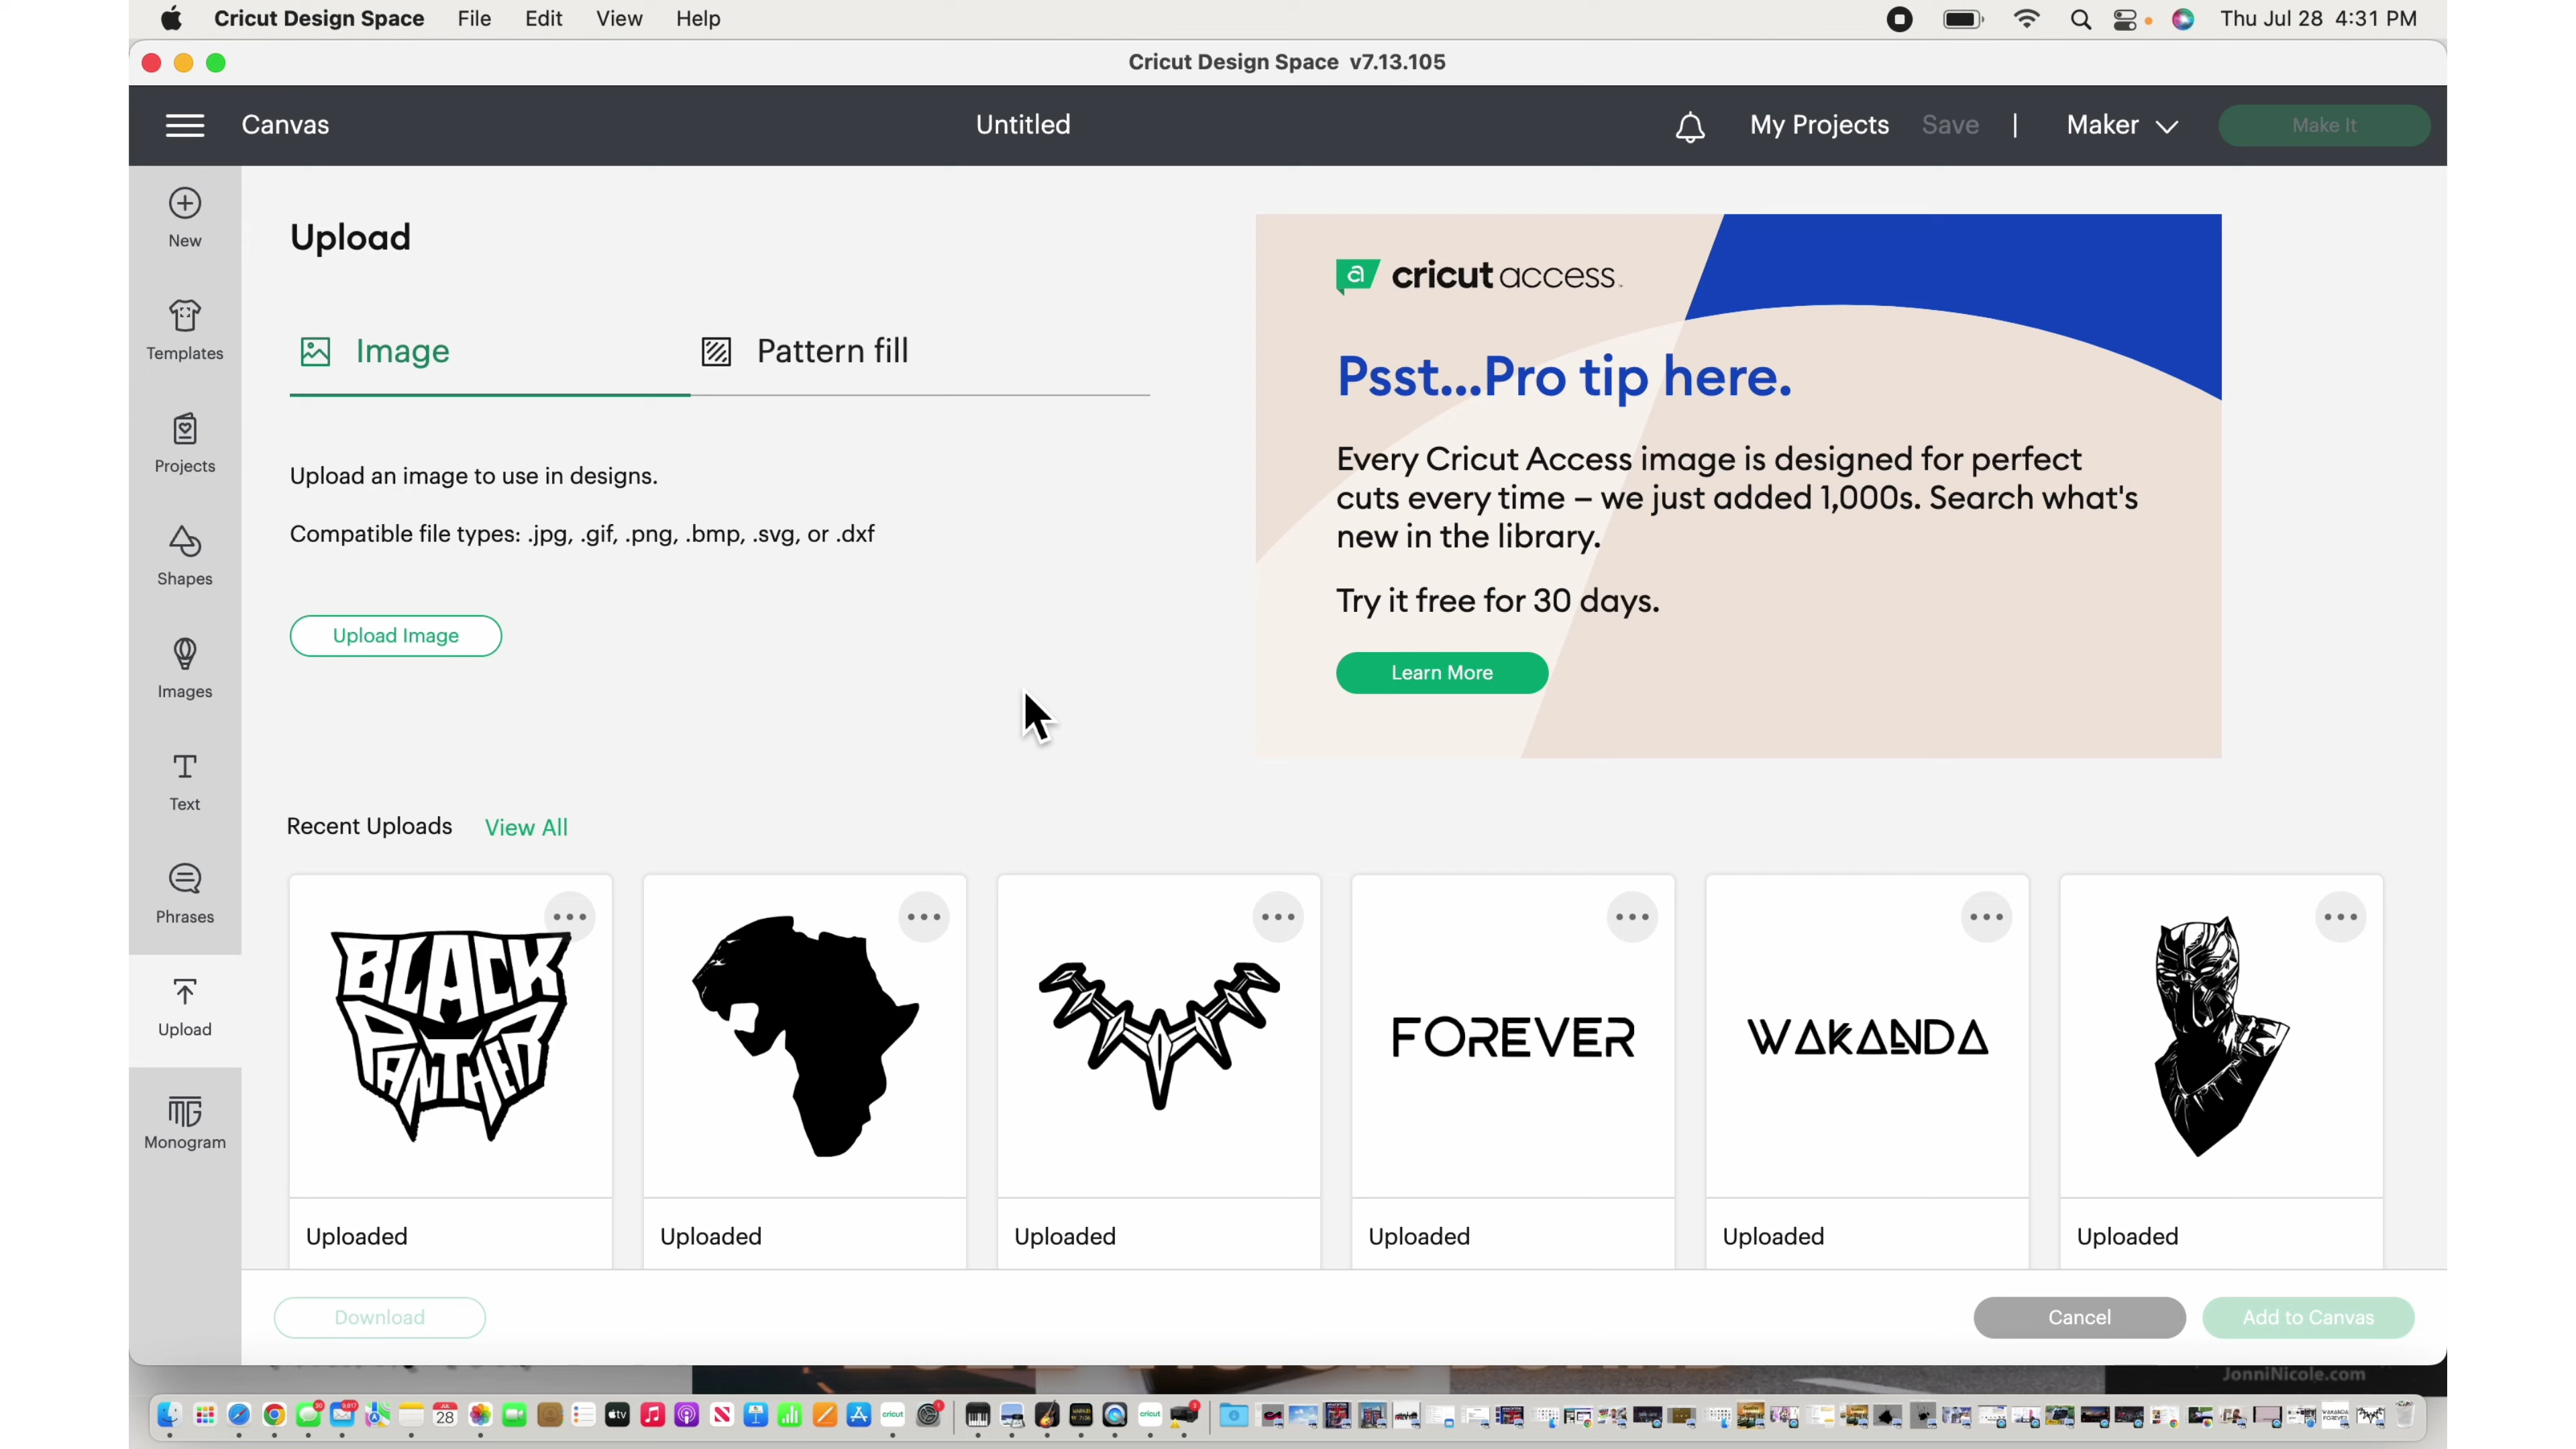 Cricut Design Space File Edit View Help Thu Jul 28 4:31 PM
Cricut Design Space v7.13.105
Canvas Untitled My Projects Save | Maker Make It
New
Templates
Projects
Shapes
Images
Text
Phrases
Upload
Monogram
Upload
Image Pattern fill
Upload an image to use in designs.
Compatible file types: .jpg, .gif, .png, .bmp, .svg, or .dxf
Upload Image
a cricut access
Psst...Pro tip here.
Every Cricut Access image is designed for perfect
cuts every time – we just added 1,000s. Search what's
new in the library.
Try it free for 30 days.
Learn More
Recent Uploads View All
BLACK
PANTHER
FOREVER
WAKANDA
Uploaded Uploaded Uploaded Uploaded Uploaded Uploaded
Download Cancel Add to Canvas
JonniNicole.com
28 tv cricut cricut